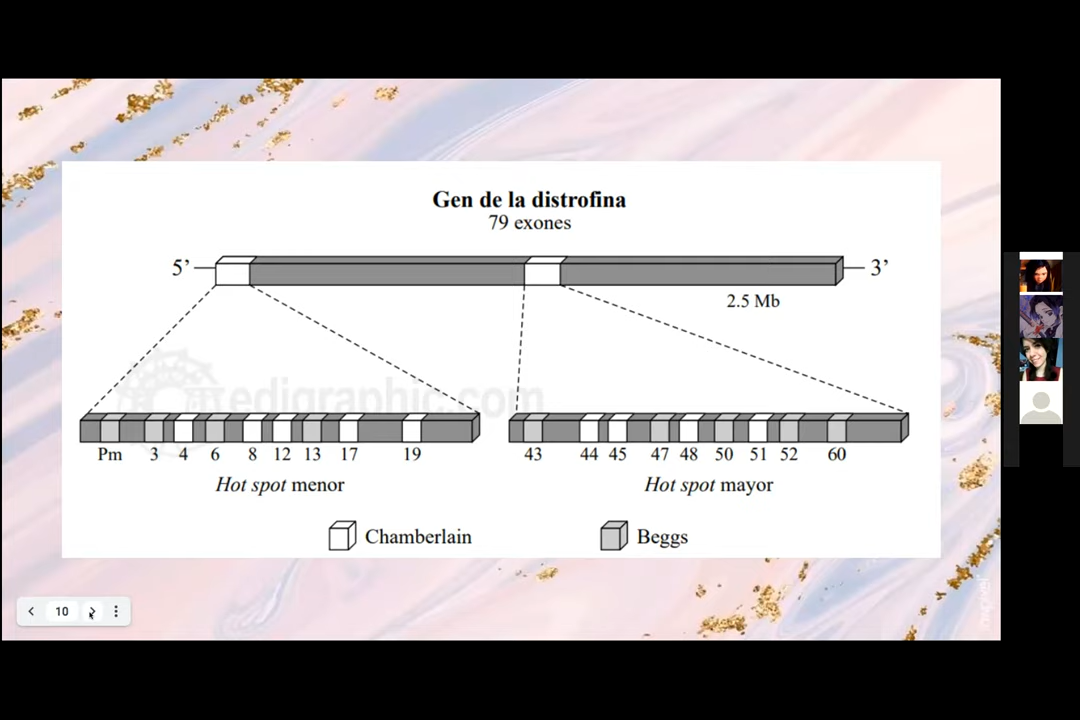 Gen de la distrofina
79 exones
5’
3’
2.5 Mb
edigraphic.com
Pm 3 4 6 8 12 13 17 19
43 44 45 47 48 50 51 52 60
Hot spot menor
Hot spot mayor
Chamberlain
Beggs
10